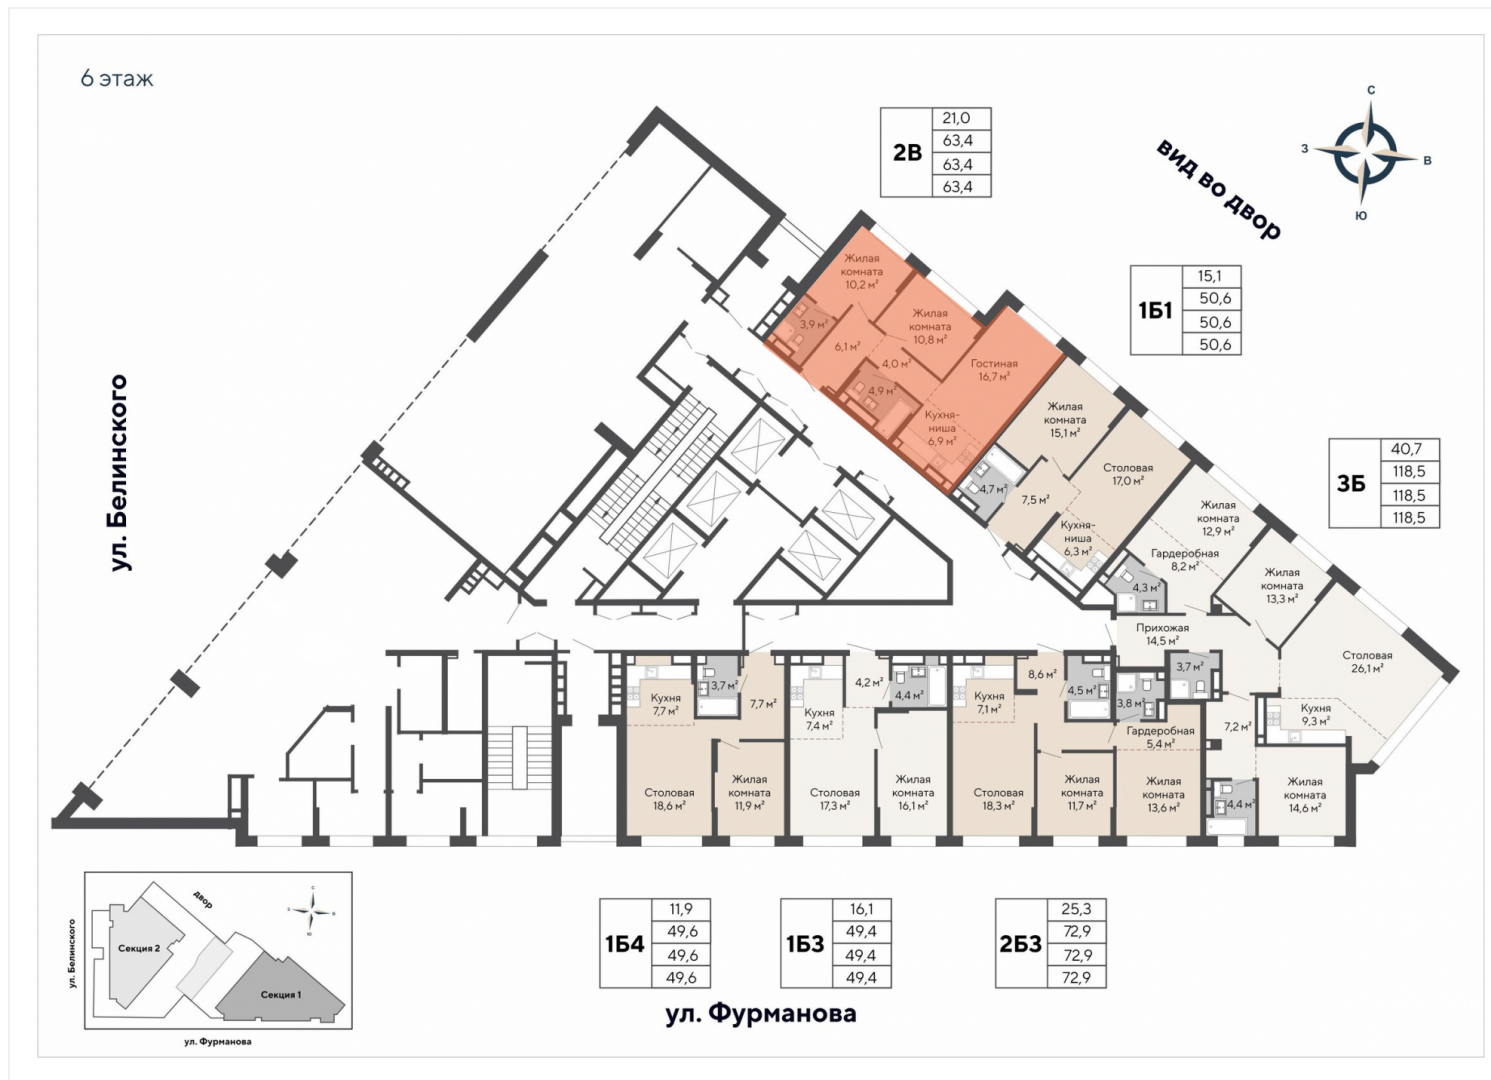 6 этаж
2В
21,0
63,4
63,4
63,4
вид во двор
С
З
В
Ю
1Б1
15,1
50,6
50,6
50,6
3Б
40,7
118,5
118,5
118,5
ул. Белинского
Жилая
комната
10,2 м²
3,9 м²
6,1 м²
Жилая
комната
10,8 м²
4,0 м²
4,9 м²
Гостиная
16,7 м²
Кухня-
ниша
6,9 м²
Жилая
комната
15,1 м²
4,7 м²
7,5 м²
Столовая
17,0 м²
Кухня-
ниша
6,3 м²
Жилая
комната
12,9 м²
Гардеробная
8,2 м²
4,3 м²
Жилая
комната
13,3 м²
Прихожая
14,5 м²
3,7 м²
Столовая
26,1 м²
Кухня
9,3 м²
7,2 м²
4,4 м²
Жилая
комната
14,6 м²
Кухня
7,7 м²
3,7 м²
7,7 м²
Столовая
18,6 м²
Жилая
комната
11,9 м²
Кухня
7,4 м²
4,2 м²
4,4 м²
Столовая
17,3 м²
Жилая
комната
16,1 м²
Кухня
7,1 м²
8,6 м²
4,5 м²
3,8 м²
Гардеробная
5,4 м²
Столовая
18,3 м²
Жилая
комната
11,7 м²
Жилая
комната
13,6 м²
1Б4
11,9
49,6
49,6
49,6
1Б3
16,1
49,4
49,4
49,4
2Б3
25,3
72,9
72,9
72,9
ул. Фурманова
двор
ул. Белинского
Секция 2
Секция 1
ул. Фурманова